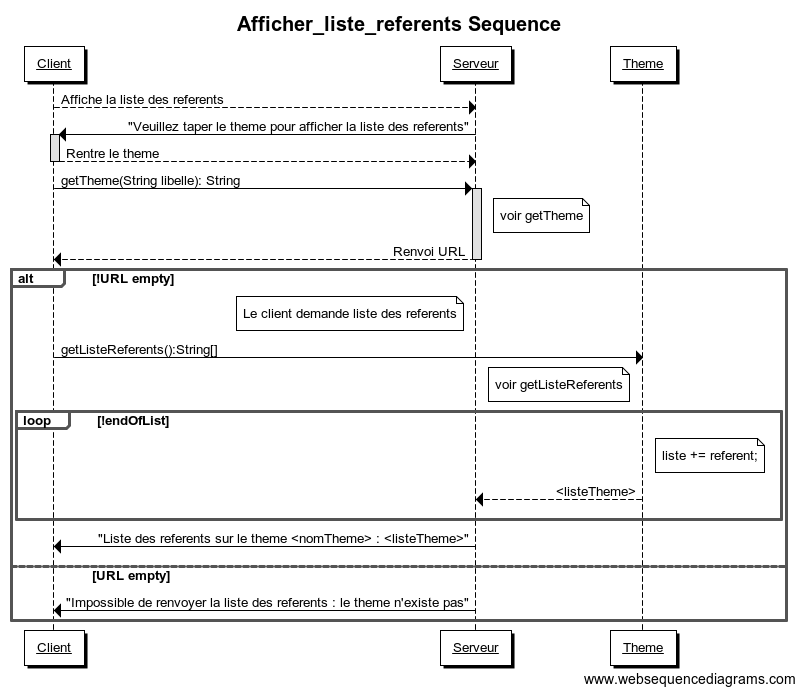 Afficher_liste_referents Sequence
Client
Serveur
Theme
Affiche la liste des referents
"Veuillez taper le theme pour afficher la liste des referents"
Rentre le theme
getTheme(String libelle): String
voir getTheme
Renvoi URL
alt
[!URL empty]
Le client demande liste des referents
getListeReferents():String[]
voir getListeReferents
loop
[!endOfList]
liste += referent;
<listeTheme>
"Liste des referents sur le theme <nomTheme> : <listeTheme>"
[URL empty]
"Impossible de renvoyer la liste des referents : le theme n'existe pas"
Client
Serveur
Theme
www.websequencediagrams.com